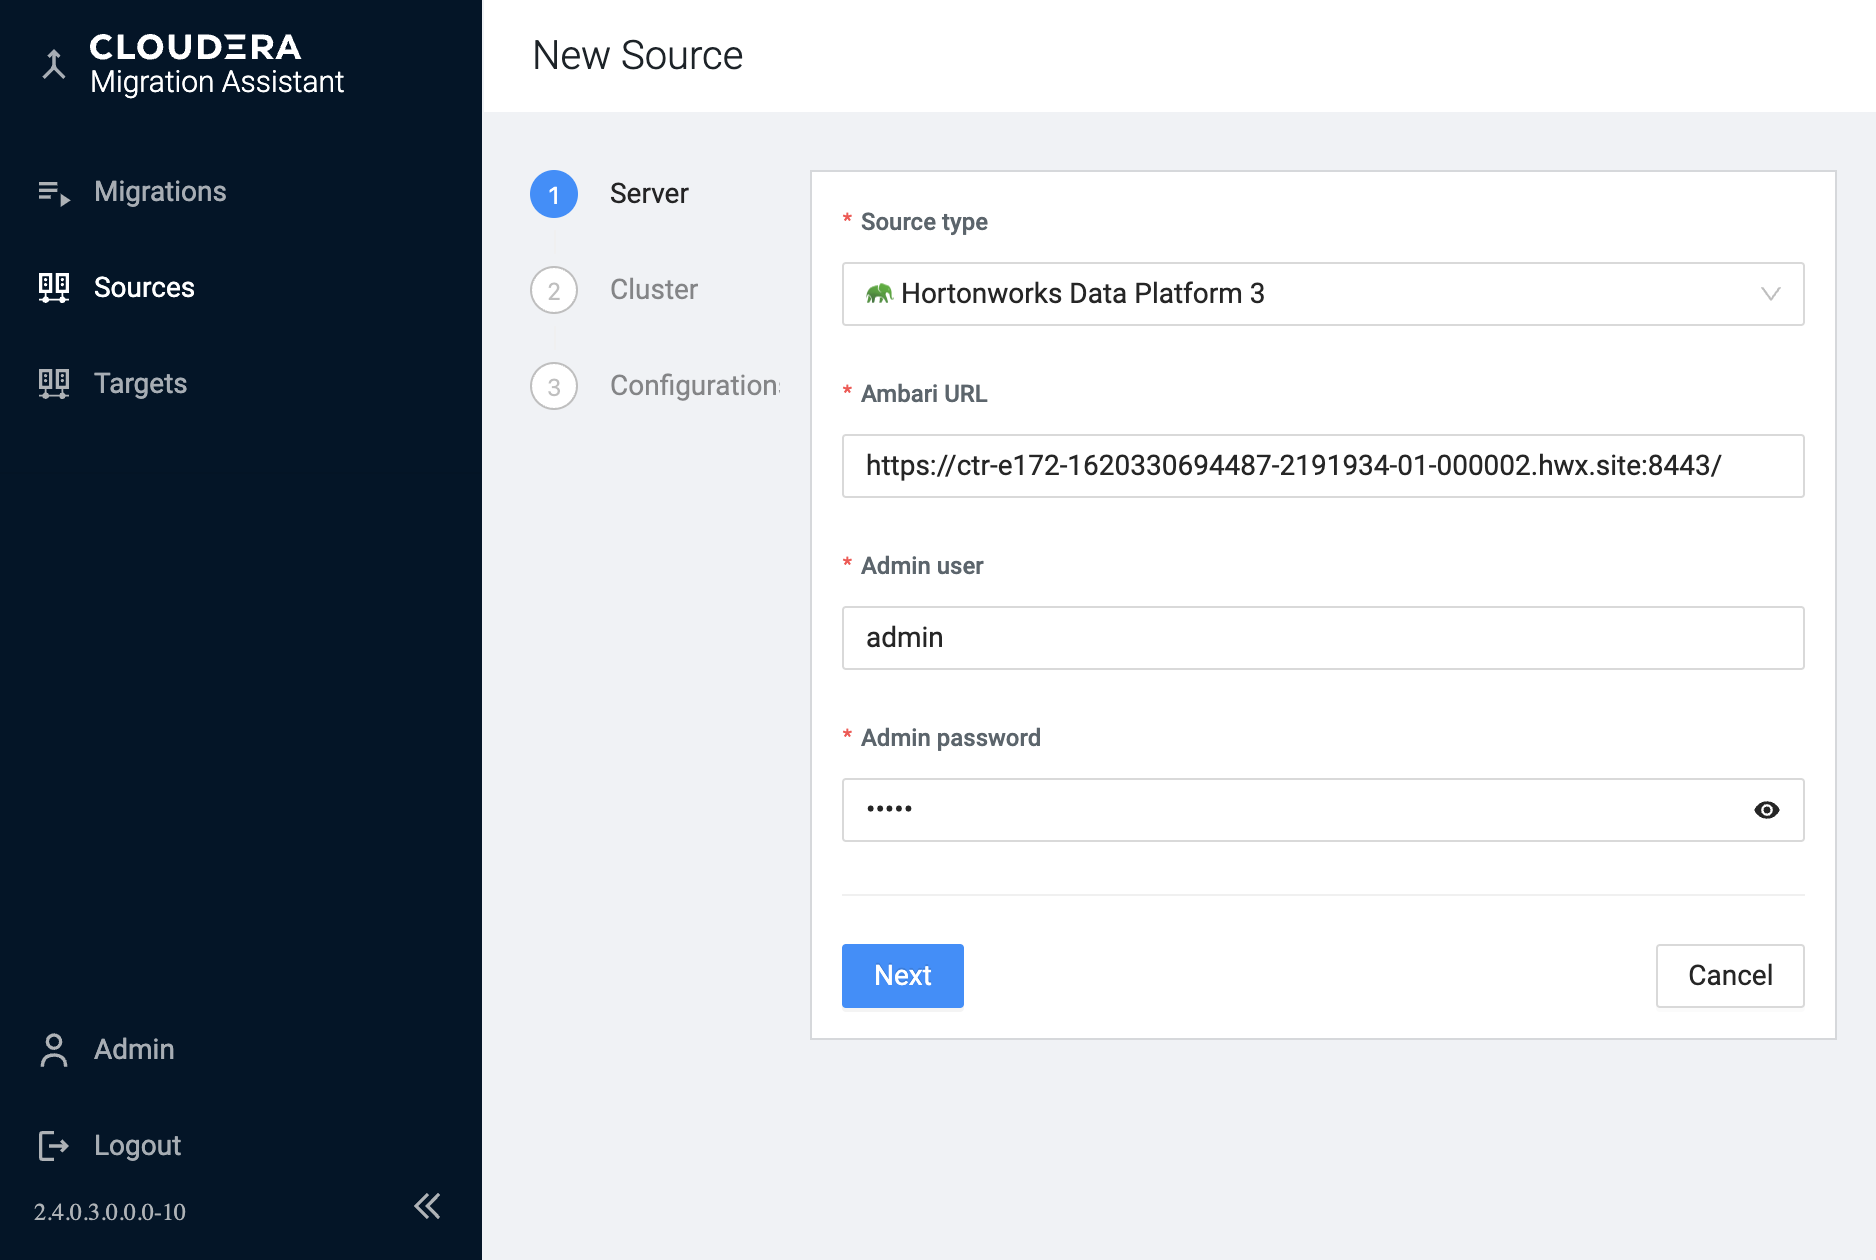 CLOUDERA
Migration Assistant
Migrations
Sources
Targets
Admin
Logout
2.4.0.3.0.0.0-10
New Source
1 Server
2 Cluster
3 Configurations
* Source type
Hortonworks Data Platform 3
* Ambari URL
https://ctr-e172-1620330694487-2191934-01-000002.hwx.site:8443/
* Admin user
admin
* Admin password
•••••
Next
Cancel